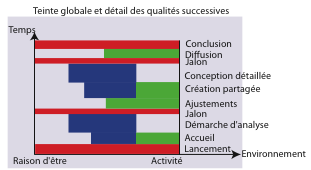 Teinte globale et détail des qualités successives
Temps
Conclusion
Diffusion
Jalon
Conception détaillée
Création partagée
Ajustements
Jalon
Démarche d'analyse
Accueil
Lancement
Environnement
Raison d'être
Activité